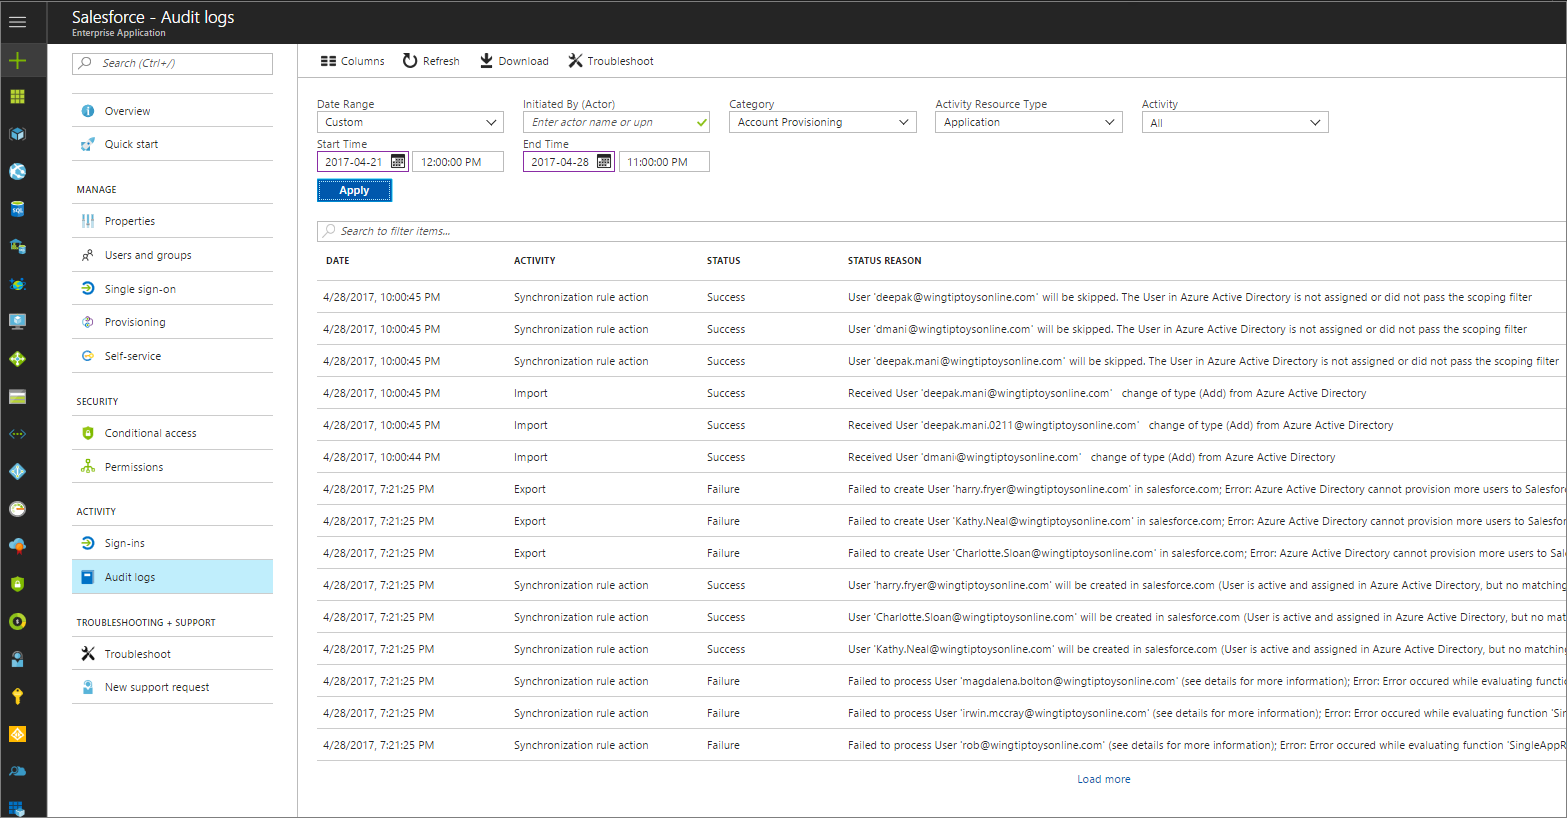 Salesforce - Audit logs
Enterprise Application
Search (Ctrl+/)
Overview
Quick start
MANAGE
Properties
Users and groups
Single sign-on
Provisioning
Self-service
SECURITY
Conditional access
Permissions
ACTIVITY
Sign-ins
Audit logs
TROUBLESHOOTING + SUPPORT
Troubleshoot
New support request
Columns Refresh Download Troubleshoot
Date Range Initiated By (Actor) Category Activity Resource Type Activity
Custom Enter actor name or upn Account Provisioning Application All
Start Time End Time
2017-04-21 12:00:00 PM 2017-04-28 11:00:00 PM
Apply
Search to filter items...
DATE ACTIVITY STATUS STATUS REASON
4/28/2017, 10:00:45 PM Synchronization rule action Success User 'deepak@wingtiptoysonline.com' will be skipped. The User in Azure Active Directory is not assigned or did not pass the scoping filter
4/28/2017, 10:00:45 PM Synchronization rule action Success User 'dmani@wingtiptoysonline.com' will be skipped. The User in Azure Active Directory is not assigned or did not pass the scoping filter
4/28/2017, 10:00:45 PM Synchronization rule action Success User 'deepak.mani@wingtiptoysonline.com' will be skipped. The User in Azure Active Directory is not assigned or did not pass the scoping filter
4/28/2017, 10:00:45 PM Import Success Received User 'deepak.mani@wingtiptoysonline.com' change of type (Add) from Azure Active Directory
4/28/2017, 10:00:45 PM Import Success Received User 'deepak.mani.0211@wingtiptoysonline.com' change of type (Add) from Azure Active Directory
4/28/2017, 10:00:44 PM Import Success Received User 'dmani@wingtiptoysonline.com' change of type (Add) from Azure Active Directory
4/28/2017, 7:21:25 PM Export Failure Failed to create User 'harry.fryer@wingtiptoysonline.com' in salesforce.com; Error: Azure Active Directory cannot provision more users to Salesfor
4/28/2017, 7:21:25 PM Export Failure Failed to create User 'Kathy.Neal@wingtiptoysonline.com' in salesforce.com; Error: Azure Active Directory cannot provision more users to Salesfor
4/28/2017, 7:21:25 PM Export Failure Failed to create User 'Charlotte.Sloan@wingtiptoysonline.com' in salesforce.com; Error: Azure Active Directory cannot provision more users to Sal
4/28/2017, 7:21:25 PM Synchronization rule action Success User 'harry.fryer@wingtiptoysonline.com' will be created in salesforce.com (User is active and assigned in Azure Active Directory, but no matching
4/28/2017, 7:21:25 PM Synchronization rule action Success User 'Charlotte.Sloan@wingtiptoysonline.com' will be created in salesforce.com (User is active and assigned in Azure Active Directory, but no mat
4/28/2017, 7:21:25 PM Synchronization rule action Success User 'Kathy.Neal@wingtiptoysonline.com' will be created in salesforce.com (User is active and assigned in Azure Active Directory, but no matching
4/28/2017, 7:21:25 PM Synchronization rule action Failure Failed to process User 'magdalena.bolton@wingtiptoysonline.com' (see details for more information); Error: Error occured while evaluating functio
4/28/2017, 7:21:25 PM Synchronization rule action Failure Failed to process User 'irwin.mccray@wingtiptoysonline.com' (see details for more information); Error: Error occured while evaluating function 'Sin
4/28/2017, 7:21:25 PM Synchronization rule action Failure Failed to process User 'rob@wingtiptoysonline.com' (see details for more information); Error: Error occured while evaluating function 'SingleAppR
Load more